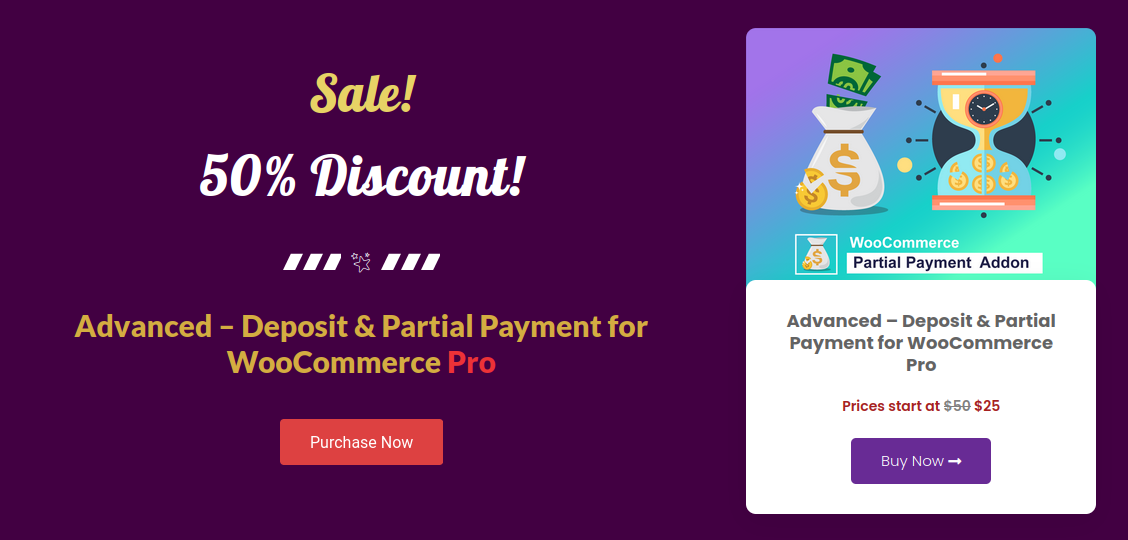 Sale!
50% Discount!
Advanced – Deposit & Partial Payment for
WooCommerce Pro
Purchase Now
WooCommerce
Partial Payment Addon
Advanced – Deposit & Partial
Payment for WooCommerce
Pro
Prices start at $50 $25
Buy Now